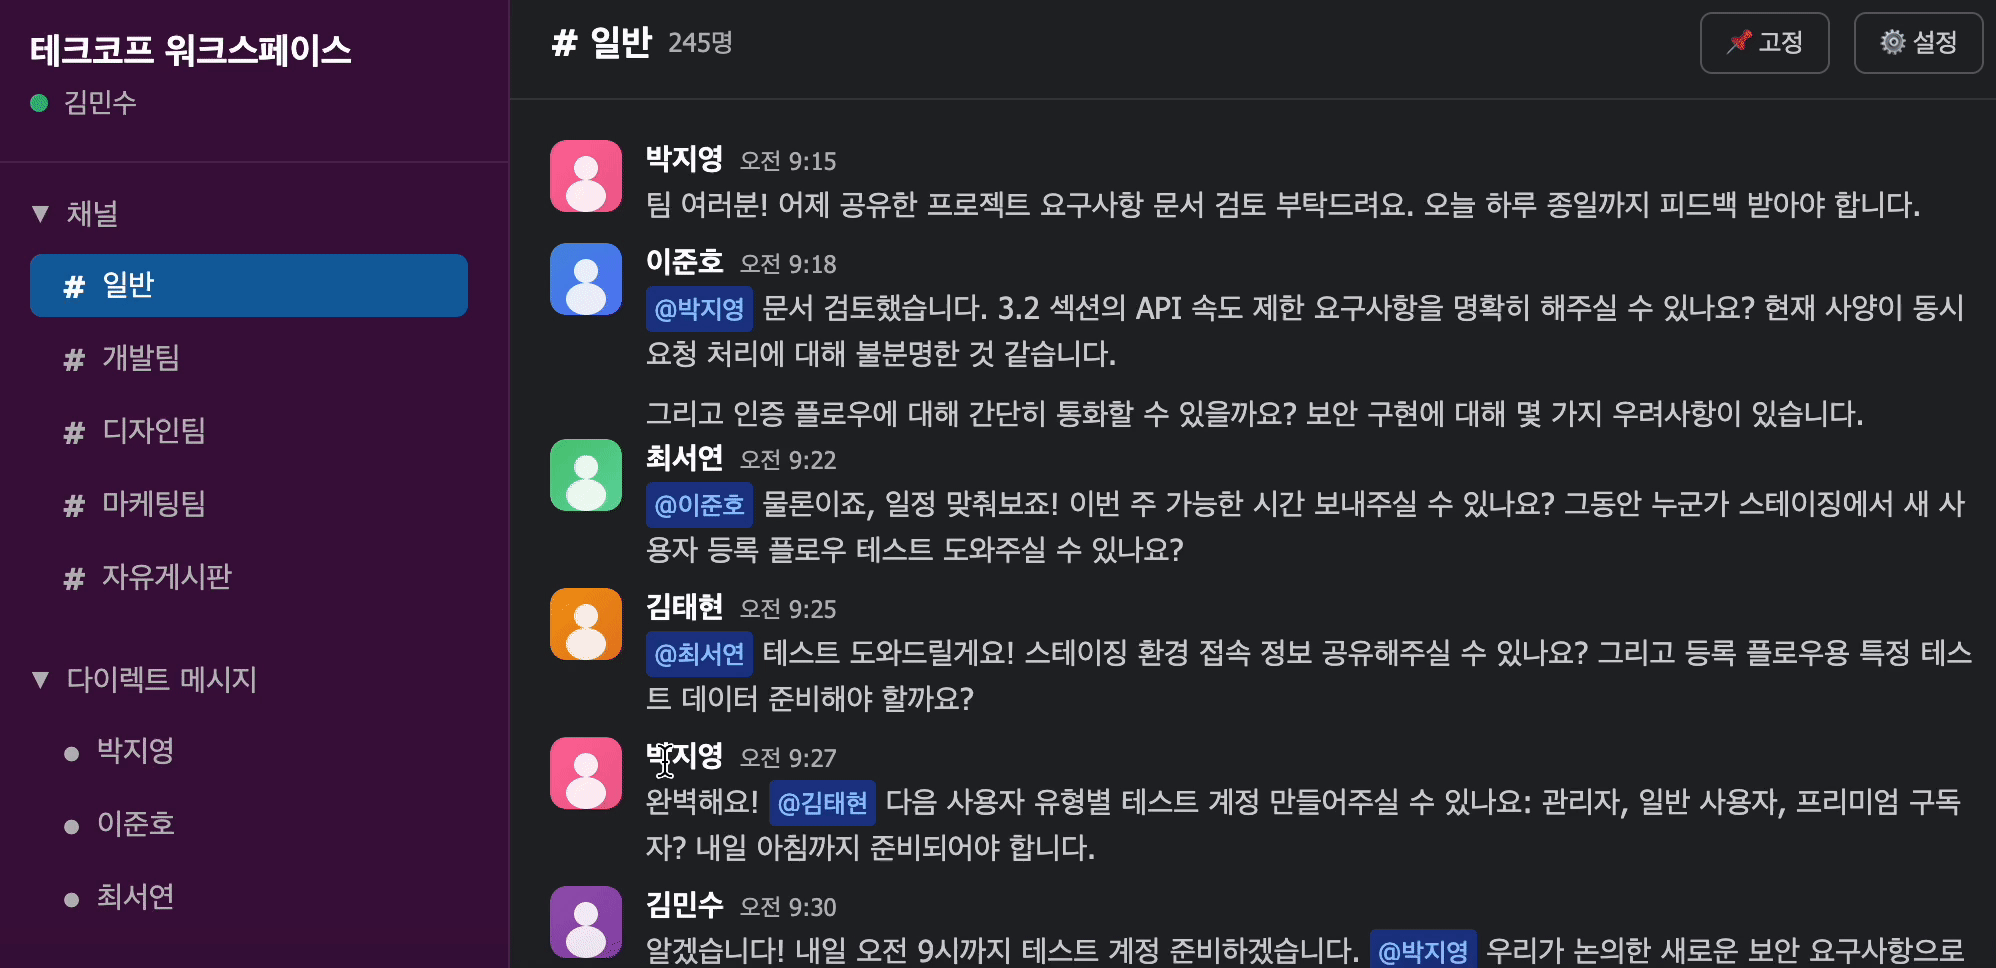 테크코프 워크스페이스
김민수
▼ 채널
# 일반
# 개발팀
# 디자인팀
# 마케팅팀
# 자유게시판
▼ 다이렉트 메시지
박지영
이준호
최서연
# 일반 245명
📌 고정
⚙️ 설정
박지영 오전 9:15
팀 여러분! 어제 공유한 프로젝트 요구사항 문서 검토 부탁드려요. 오늘 하루 종일까지 피드백 받아야 합니다.
이준호 오전 9:18
@박지영 문서 검토했습니다. 3.2 섹션의 API 속도 제한 요구사항을 명확히 해주실 수 있나요? 현재 사양이 동시
요청 처리에 대해 불분명한 것 같습니다.
그리고 인증 플로우에 대해 간단히 통화할 수 있을까요? 보안 구현에 대해 몇 가지 우려사항이 있습니다.
최서연 오전 9:22
@이준호 물론이죠, 일정 맞춰보죠! 이번 주 가능한 시간 보내주실 수 있나요? 그동안 누군가 스테이징에서 새 사
용자 등록 플로우 테스트 도와주실 수 있나요?
김태현 오전 9:25
@최서연 테스트 도와드릴게요! 스테이징 환경 접속 정보 공유해주실 수 있나요? 그리고 등록 플로우용 특정 테스
트 데이터 준비해야 할까요?
박지영 오전 9:27
완벽해요! @김태현 다음 사용자 유형별 테스트 계정 만들어주실 수 있나요: 관리자, 일반 사용자, 프리미엄 구독
자? 내일 아침까지 준비되어야 합니다.
김민수 오전 9:30
알겠습니다! 내일 오전 9시까지 테스트 계정 준비하겠습니다. @박지영 우리가 논의한 새로운 보안 요구사항으로